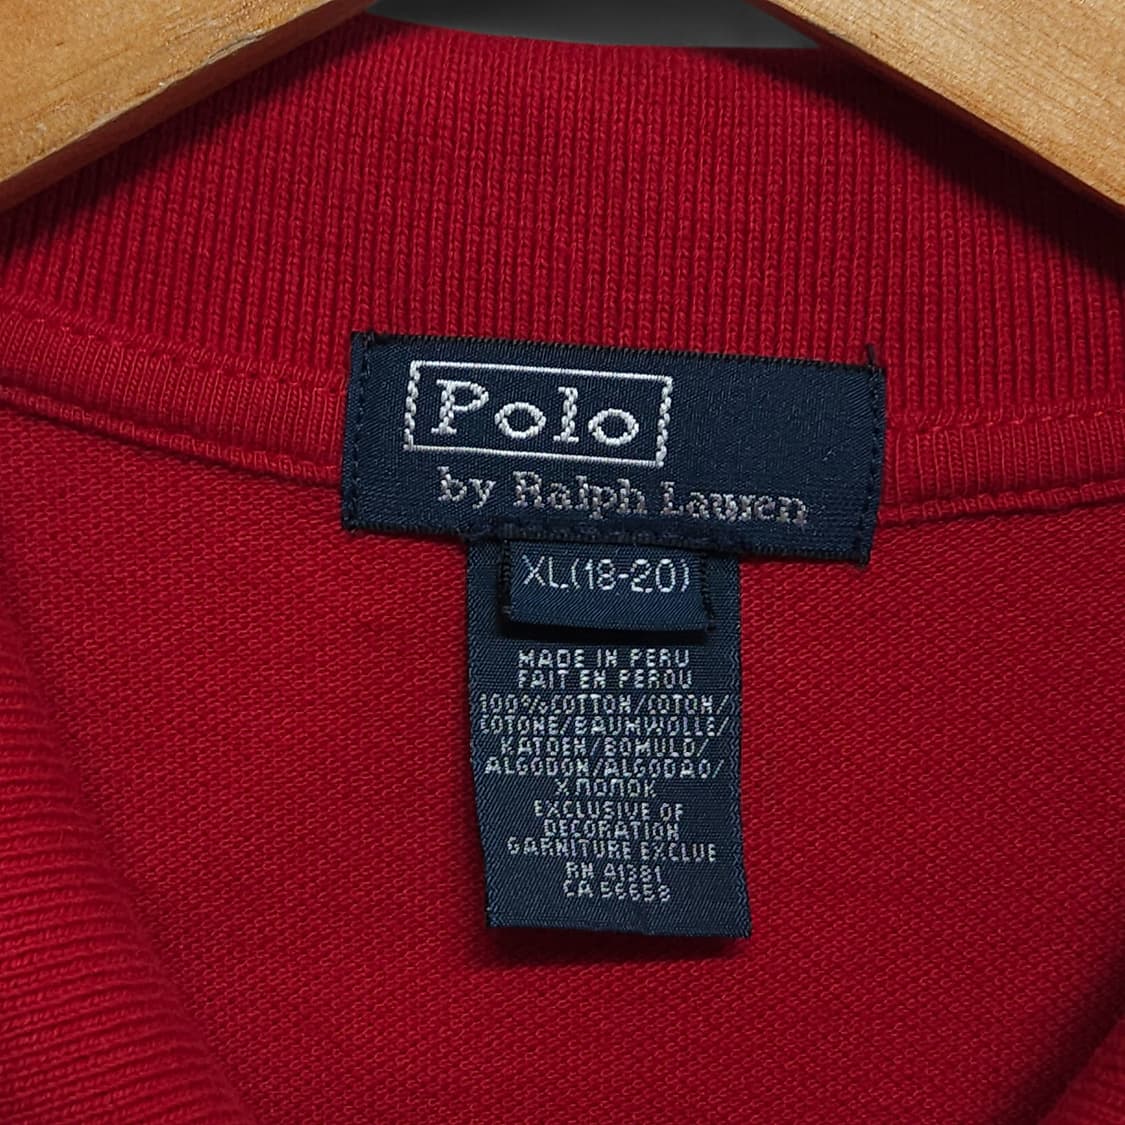 Polo
by Ralph Lauren
XL(18-20)
MADE IN PERU
FAIT EN PEROU
100%COTTON/COTON/
COTONE/BAUMWOLLE/
KATOEN/BOMULD/
ALGODON/ALGODAO/
ХЛОПОК
EXCLUSIVE OF
DECORATION
GARNITURE EXCLUE
RN 41381
CA 56658